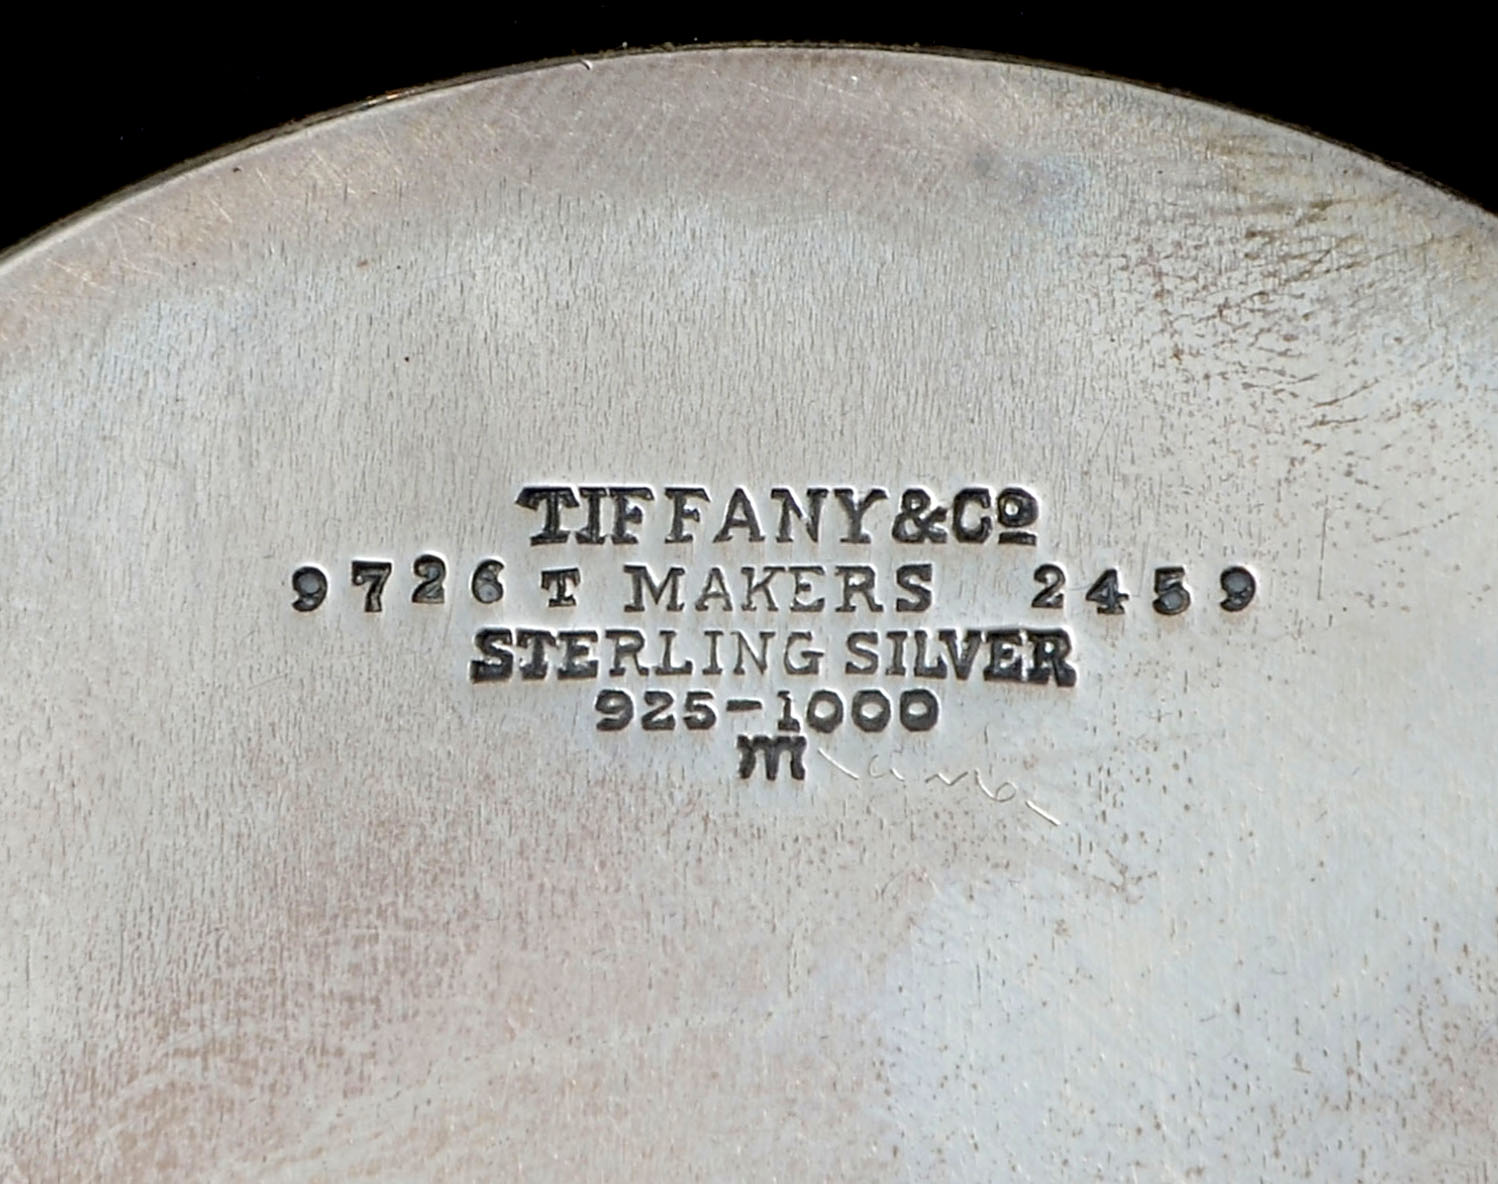 TIFFANY & Cº
9726 T MAKERS 2459
STERLING SILVER
925-1000
m